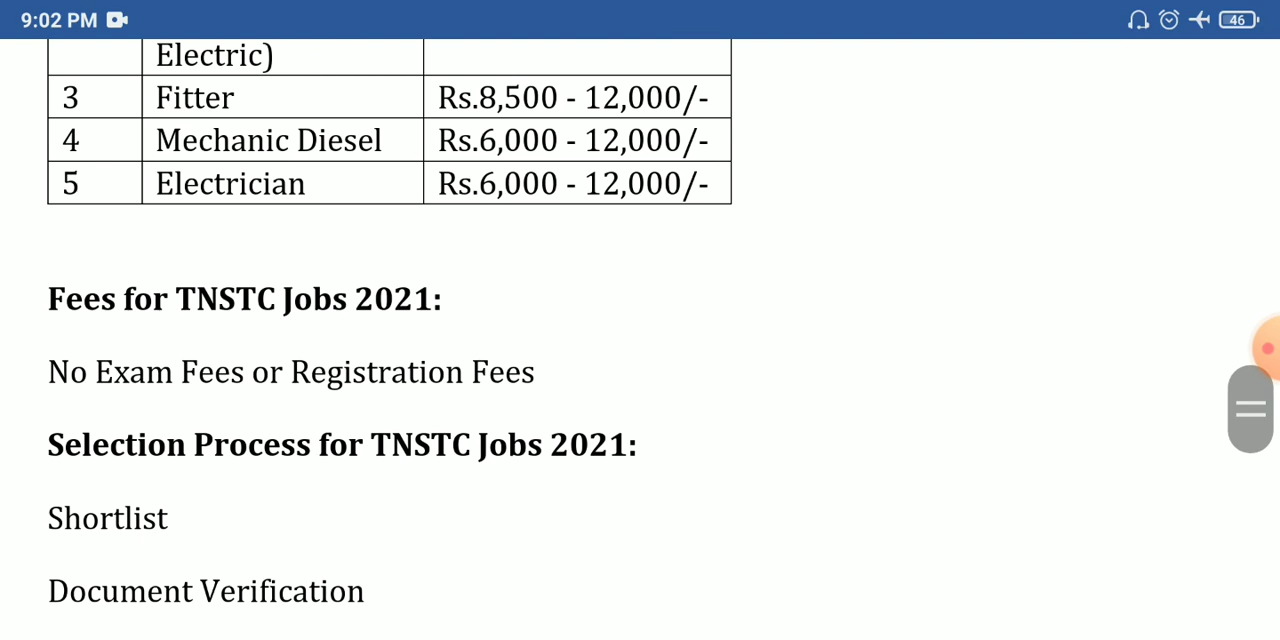 9:02 PM
46
Electric)
3 Fitter Rs.8,500 - 12,000/-
4 Mechanic Diesel Rs.6,000 - 12,000/-
5 Electrician Rs.6,000 - 12,000/-
Fees for TNSTC Jobs 2021:
No Exam Fees or Registration Fees
Selection Process for TNSTC Jobs 2021:
Shortlist
Document Verification